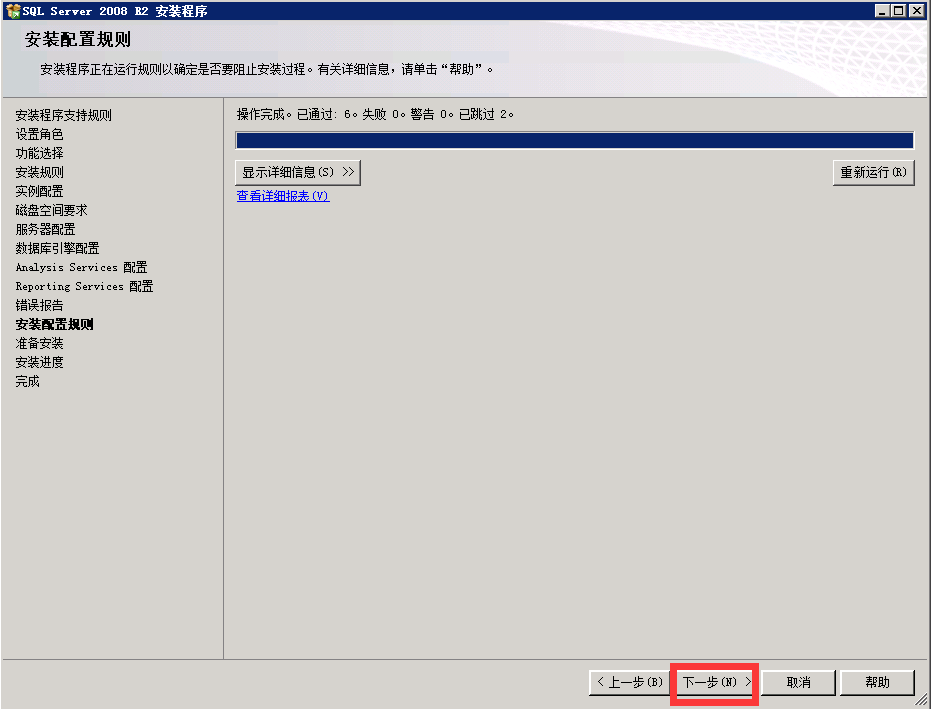 SQL Server 2008 R2 安装程序
安装配置规则
安装程序正在运行规则以确定是否要阻止安装过程。有关详细信息，请单击“帮助”。
安装程序支持规则
设置角色
功能选择
安装规则
实例配置
磁盘空间要求
服务器配置
数据库引擎配置
Analysis Services 配置
Reporting Services 配置
错误报告
安装配置规则
准备安装
安装进度
完成
操作完成。已通过: 6。失败 0。警告 0。已跳过 2。
显示详细信息(S) >>
重新运行(R)
查看详细报表(V)
< 上一步(B)
下一步(N) >
取消
帮助